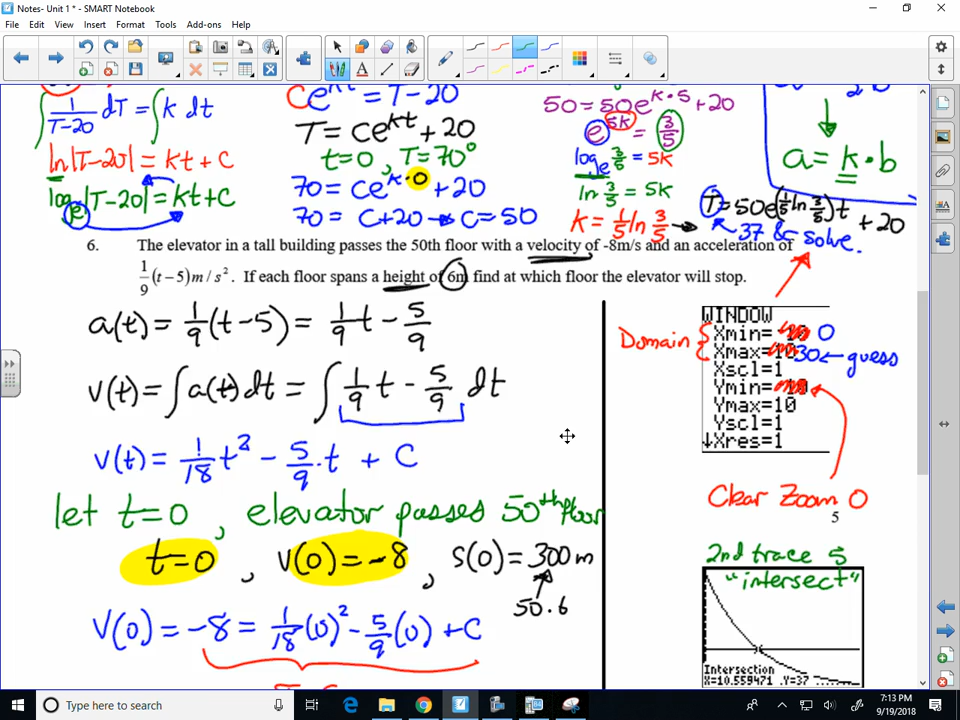 Notes- Unit 1 * - SMART Notebook
File Edit View Insert Format Tools Add-ons Help
∫ 1/(T-20) dT = ∫ k dt
ln|T-20| = kt + C
log_e|T-20| = kt + C
Ce^(kt) = T-20
T = Ce^(kt) + 20
t=0, T=70°
70 = Ce^(k·0) + 20
70 = C+20 → C=50
50 = 50e^(k·5) + 20
e^(5k) = 3/5
log_e 3/5 = 5K
ln 3/5 = 5K
K = 1/5 ln 3/5 →
a = k·b
T = 50e^((1/5 ln 3/5)t) + 20
37 & solve.
6. The elevator in a tall building passes the 50th floor with a velocity of -8m/s and an acceleration of
1/9 (t-5) m/s². If each floor spans a height of 6m find at which floor the elevator will stop.
a(t) = 1/9 (t-5) = 1/9 t - 5/9
v(t) = ∫ a(t) dt = ∫ 1/9 t - 5/9 dt
v(t) = 1/18 t² - 5/9 · t + C
let t=0, elevator passes 50th floor
t=0, v(0) = -8, s(0) = 300 m
50·6
v(0) = -8 = 1/18 (0)² - 5/9 (0) + C
WINDOW
Domain { Xmin= -10 0
Xmax=10 30 ← guess
Xscl=1
Ymin= -10
Ymax=10
Yscl=1
↓Xres=1
Clear Zoom 0
5
2nd trace 5
"intersect"
Intersection
X=10.559471 Y=37
Type here to search
7:13 PM
9/19/2018